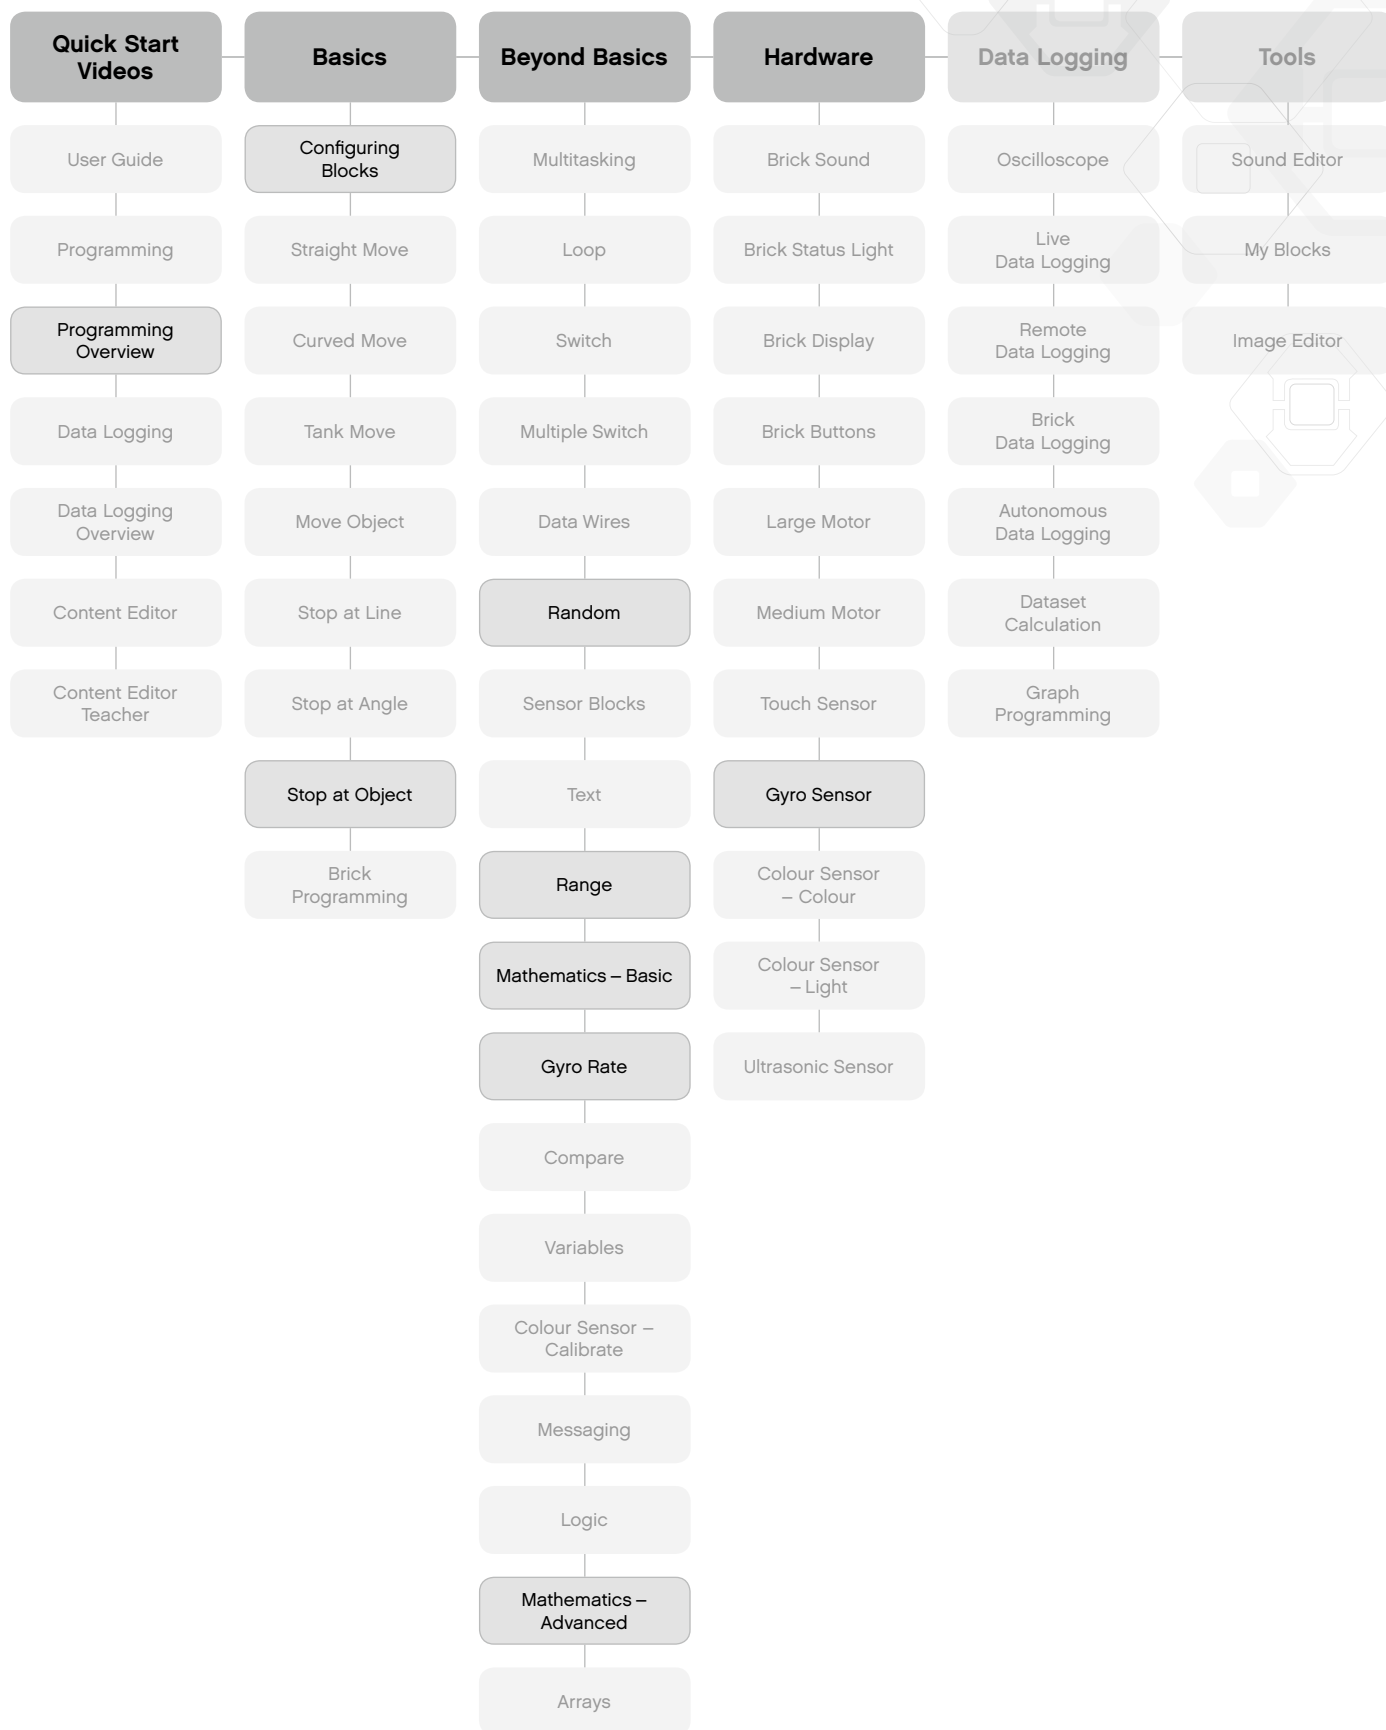 Quick Start
Videos
Basics
Beyond Basics
Hardware
Data Logging
Tools
User Guide
Programming
Programming
Overview
Data Logging
Data Logging
Overview
Content Editor
Content Editor
Teacher
Configuring
Blocks
Straight Move
Curved Move
Tank Move
Move Object
Stop at Line
Stop at Angle
Stop at Object
Brick
Programming
Multitasking
Loop
Switch
Multiple Switch
Data Wires
Random
Sensor Blocks
Text
Range
Mathematics – Basic
Gyro Rate
Compare
Variables
Colour Sensor –
Calibrate
Messaging
Logic
Mathematics –
Advanced
Arrays
Brick Sound
Brick Status Light
Brick Display
Brick Buttons
Large Motor
Medium Motor
Touch Sensor
Gyro Sensor
Colour Sensor
– Colour
Colour Sensor
– Light
Ultrasonic Sensor
Oscilloscope
Live
Data Logging
Remote
Data Logging
Brick
Data Logging
Autonomous
Data Logging
Dataset
Calculation
Graph
Programming
Sound Editor
My Blocks
Image Editor